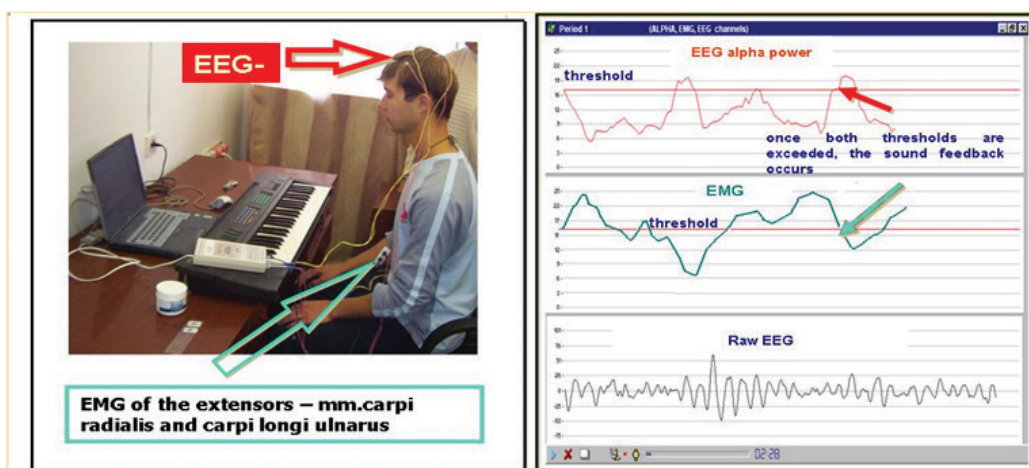 EEG-
EMG of the extensors – mm.carpi
radialis and carpi longi ulnarus
Period 1 (ALPHA, EMG, EEG channels)
EEG alpha power
threshold
once both thresholds are
exceeded, the sound feedback
occurs
EMG
threshold
Raw EEG
02:28